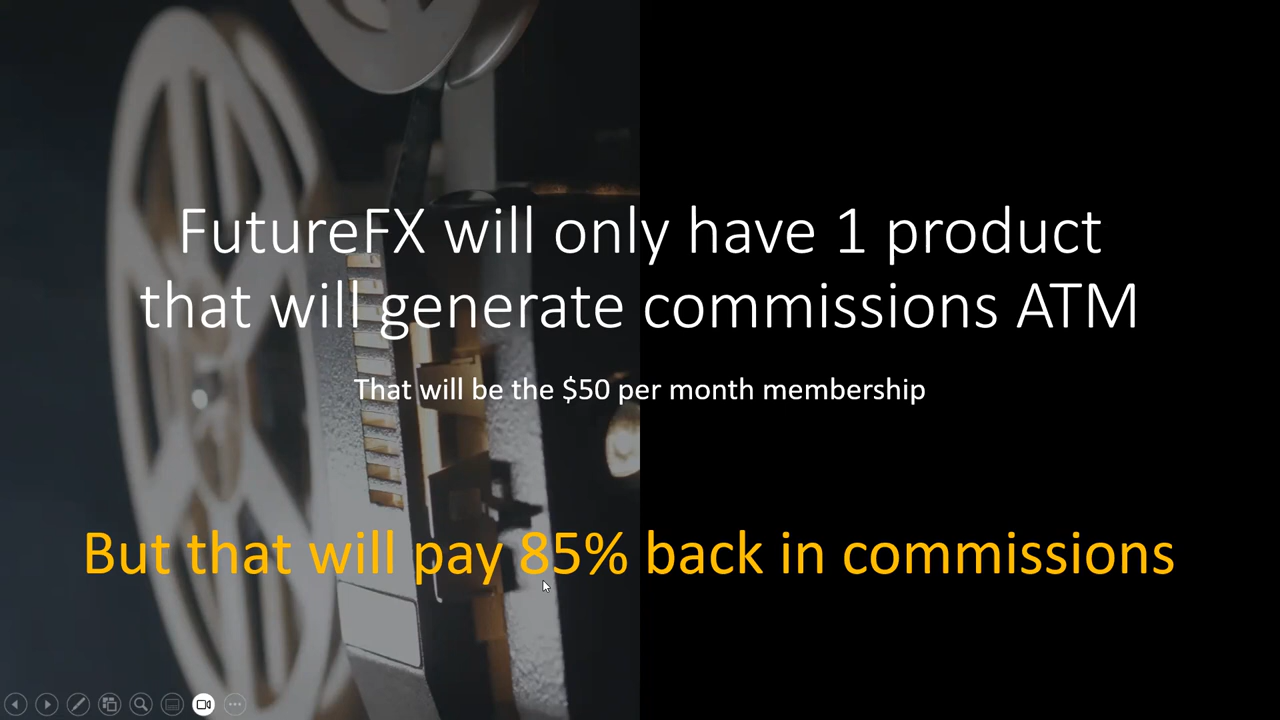 FutureFX will only have 1 product
that will generate commissions ATM
That will be the $50 per month membership
But that will pay 85% back in commissions